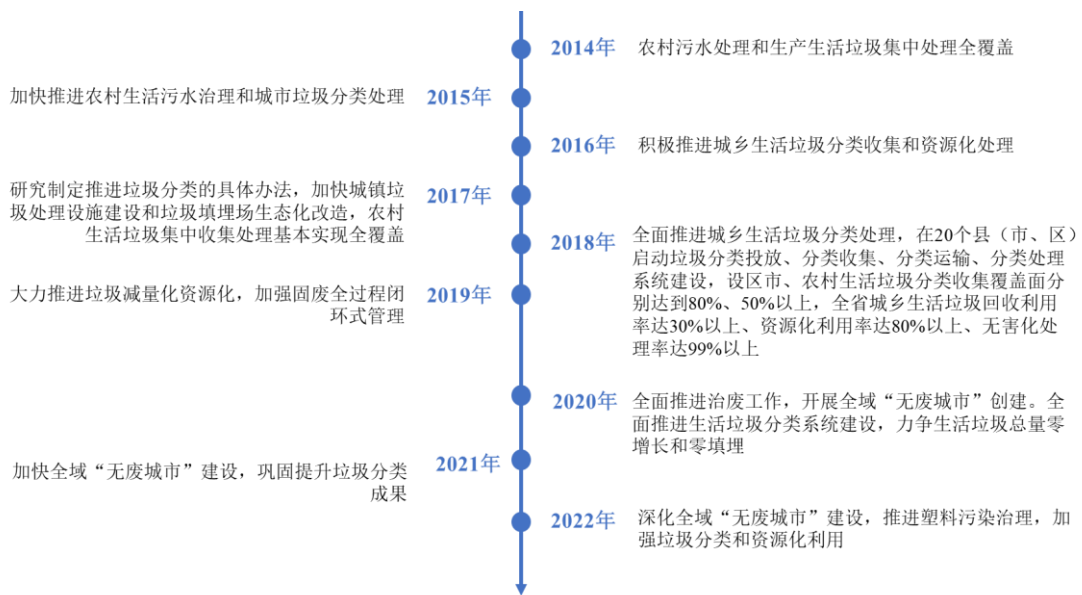 2014年
农村污水处理和生产生活垃圾集中处理全覆盖
2015年
加快推进农村生活污水治理和城市垃圾分类处理
2016年
积极推进城乡生活垃圾分类收集和资源化处理
2017年
研究制定推进垃圾分类的具体办法，加快城镇垃
圾处理设施建设和垃圾填埋场生态化改造，农村
生活垃圾集中收集处理基本实现全覆盖
2018年
全面推进城乡生活垃圾分类处理，在20个县（市、区）
启动垃圾分类投放、分类收集、分类运输、分类处理
系统建设，设区市、农村生活垃圾分类收集覆盖面分
别达到80%、50%以上，全省城乡生活垃圾回收利用
率达30%以上、资源化利用率达80%以上、无害化处
理率达99%以上
2019年
大力推进垃圾减量化资源化，加强固废全过程闭
环式管理
2020年
全面推进治废工作，开展全域“无废城市”创建。全
面推进生活垃圾分类系统建设，力争生活垃圾总量零
增长和零填埋
2021年
加快全域“无废城市”建设，巩固提升垃圾分类
成果
2022年
深化全域“无废城市”建设，推进塑料污染治理，加
强垃圾分类和资源化利用